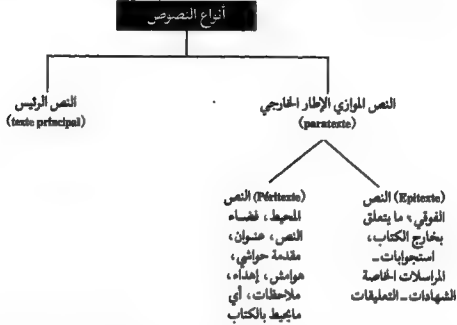 أنواع النصوص
النص الموازي الإطار الخارجي
(paratexte)
النص الرئيس
(texte principal)
(Epitexte) النص
الفوقي» ما يتعلق
بخارج الكتاب،
استجوابات ـ
المراسلات الخاصة
الشهادات ـ التعليقات
(Péritexte) النص
المحيط، فضاء
النص، عنوان،
مقدمة حواشي،
هوامش، إهداء،
ملاحظات، أي
مايحيط بالكتاب